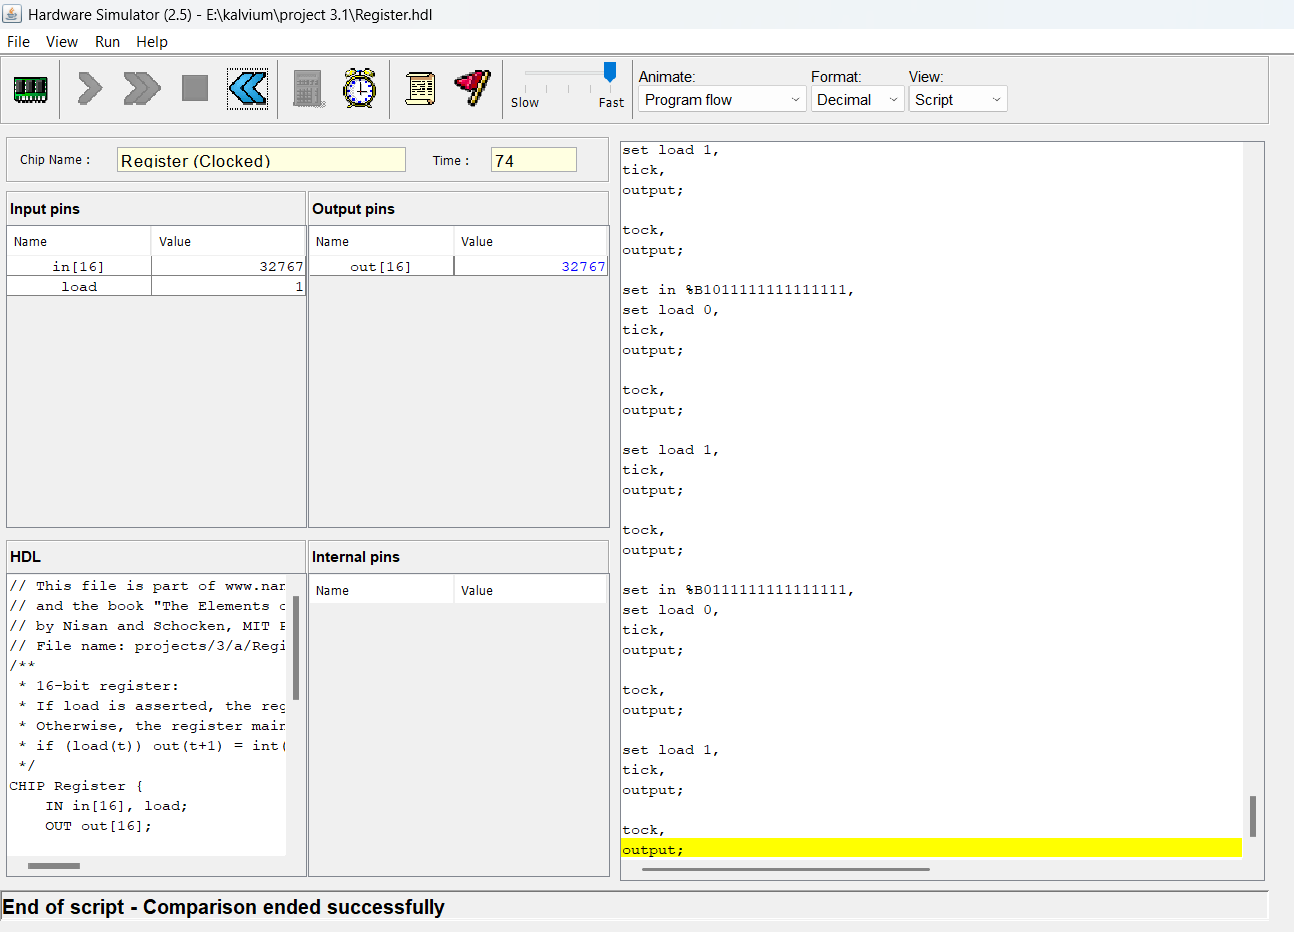 Hardware Simulator (2.5) - E:\kalvium\project 3.1\Register.hdl
File View Run Help
Slow Fast
Animate: Format: View:
Program flow Decimal Script
Chip Name : Register (Clocked) Time : 74
Input pins
Name Value
in[16] 32767
load 1
Output pins
Name Value
out[16] 32767
HDL
// This file is part of www.nan
// and the book "The Elements o
// by Nisan and Schocken, MIT P
// File name: projects/3/a/Regi
/**
* 16-bit register:
* If load is asserted, the reg
* Otherwise, the register main
* if (load(t)) out(t+1) = int(
*/
CHIP Register {
IN in[16], load;
OUT out[16];
Internal pins
Name Value
set load 1,
tick,
output;
tock,
output;
set in %B1011111111111111,
set load 0,
tick,
output;
tock,
output;
set load 1,
tick,
output;
tock,
output;
set in %B0111111111111111,
set load 0,
tick,
output;
tock,
output;
set load 1,
tick,
output;
tock,
output;
End of script - Comparison ended successfully